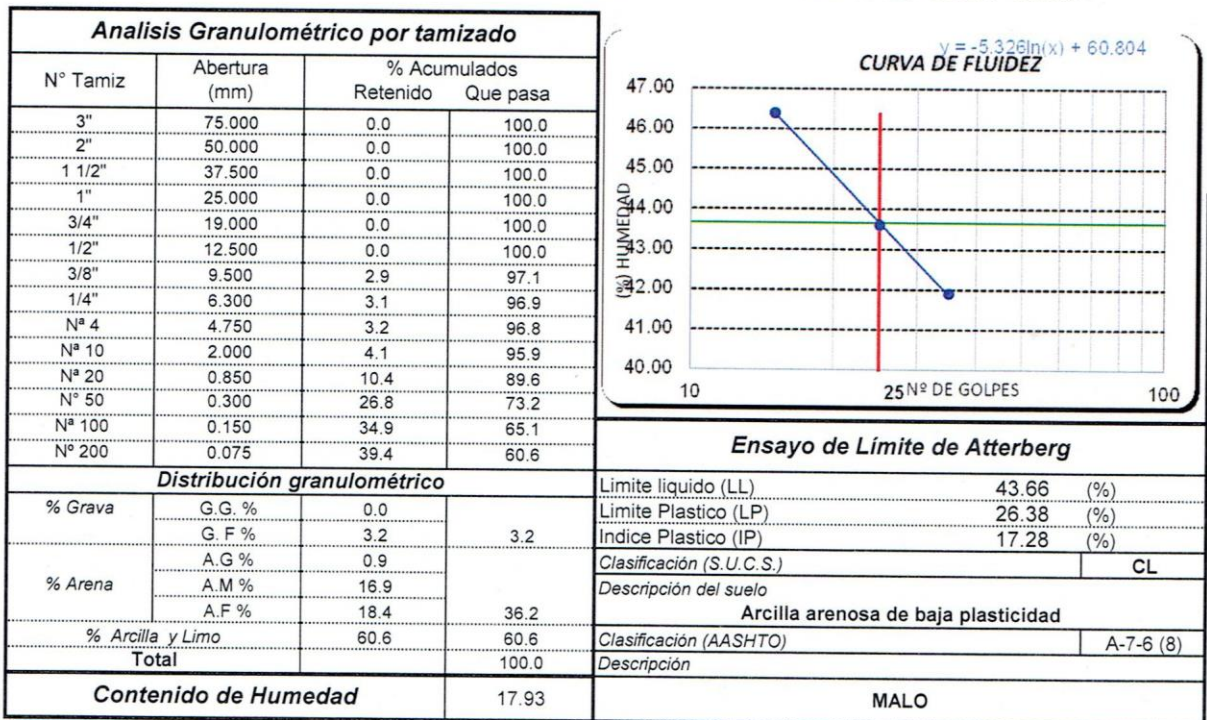 Analisis Granulométrico por tamizado
N° Tamiz Abertura (mm) % Acumulados
Retenido Que pasa
3" 75.000 0.0 100.0
2" 50.000 0.0 100.0
1 1/2" 37.500 0.0 100.0
1" 25.000 0.0 100.0
3/4" 19.000 0.0 100.0
1/2" 12.500 0.0 100.0
3/8" 9.500 2.9 97.1
1/4" 6.300 3.1 96.9
Nª 4 4.750 3.2 96.8
Nª 10 2.000 4.1 95.9
Nª 20 0.850 10.4 89.6
N° 50 0.300 26.8 73.2
Nª 100 0.150 34.9 65.1
Nº 200 0.075 39.4 60.6
Distribución granulométrico
% Grava G.G. % 0.0
G. F % 3.2 3.2
A.G % 0.9
% Arena A.M % 16.9
A.F % 18.4 36.2
% Arcilla y Limo 60.6 60.6
Total 100.0
Contenido de Humedad 17.93
y = -5.326ln(x) + 60.804
CURVA DE FLUIDEZ
47.00
46.00
45.00
44.00
43.00
42.00
41.00
40.00
(%) HUMEDAD
10 25 Nº DE GOLPES 100
Ensayo de Límite de Atterberg
Limite liquido (LL) 43.66 (%)
Limite Plastico (LP) 26.38 (%)
Indice Plastico (IP) 17.28 (%)
Clasificación (S.U.C.S.) CL
Descripción del suelo
Arcilla arenosa de baja plasticidad
Clasificación (AASHTO) A-7-6 (8)
Descripción
MALO